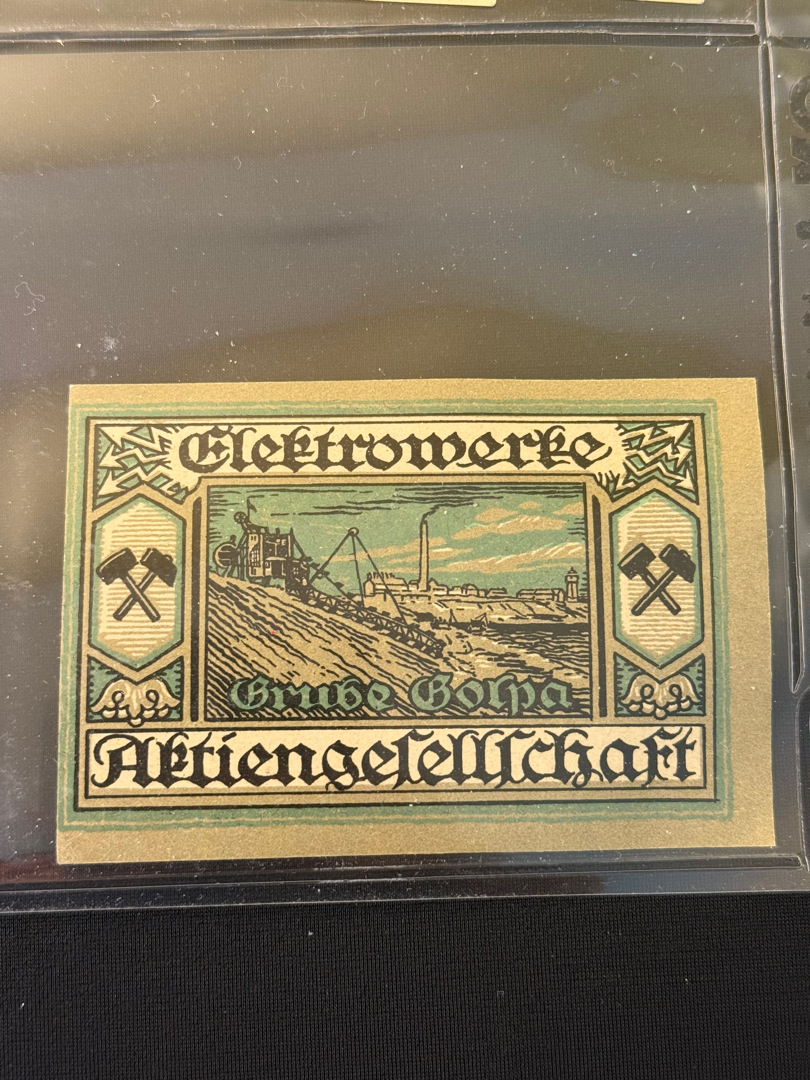 Elektrowerke
Grube Golpa
Aktiengeſellſchaft